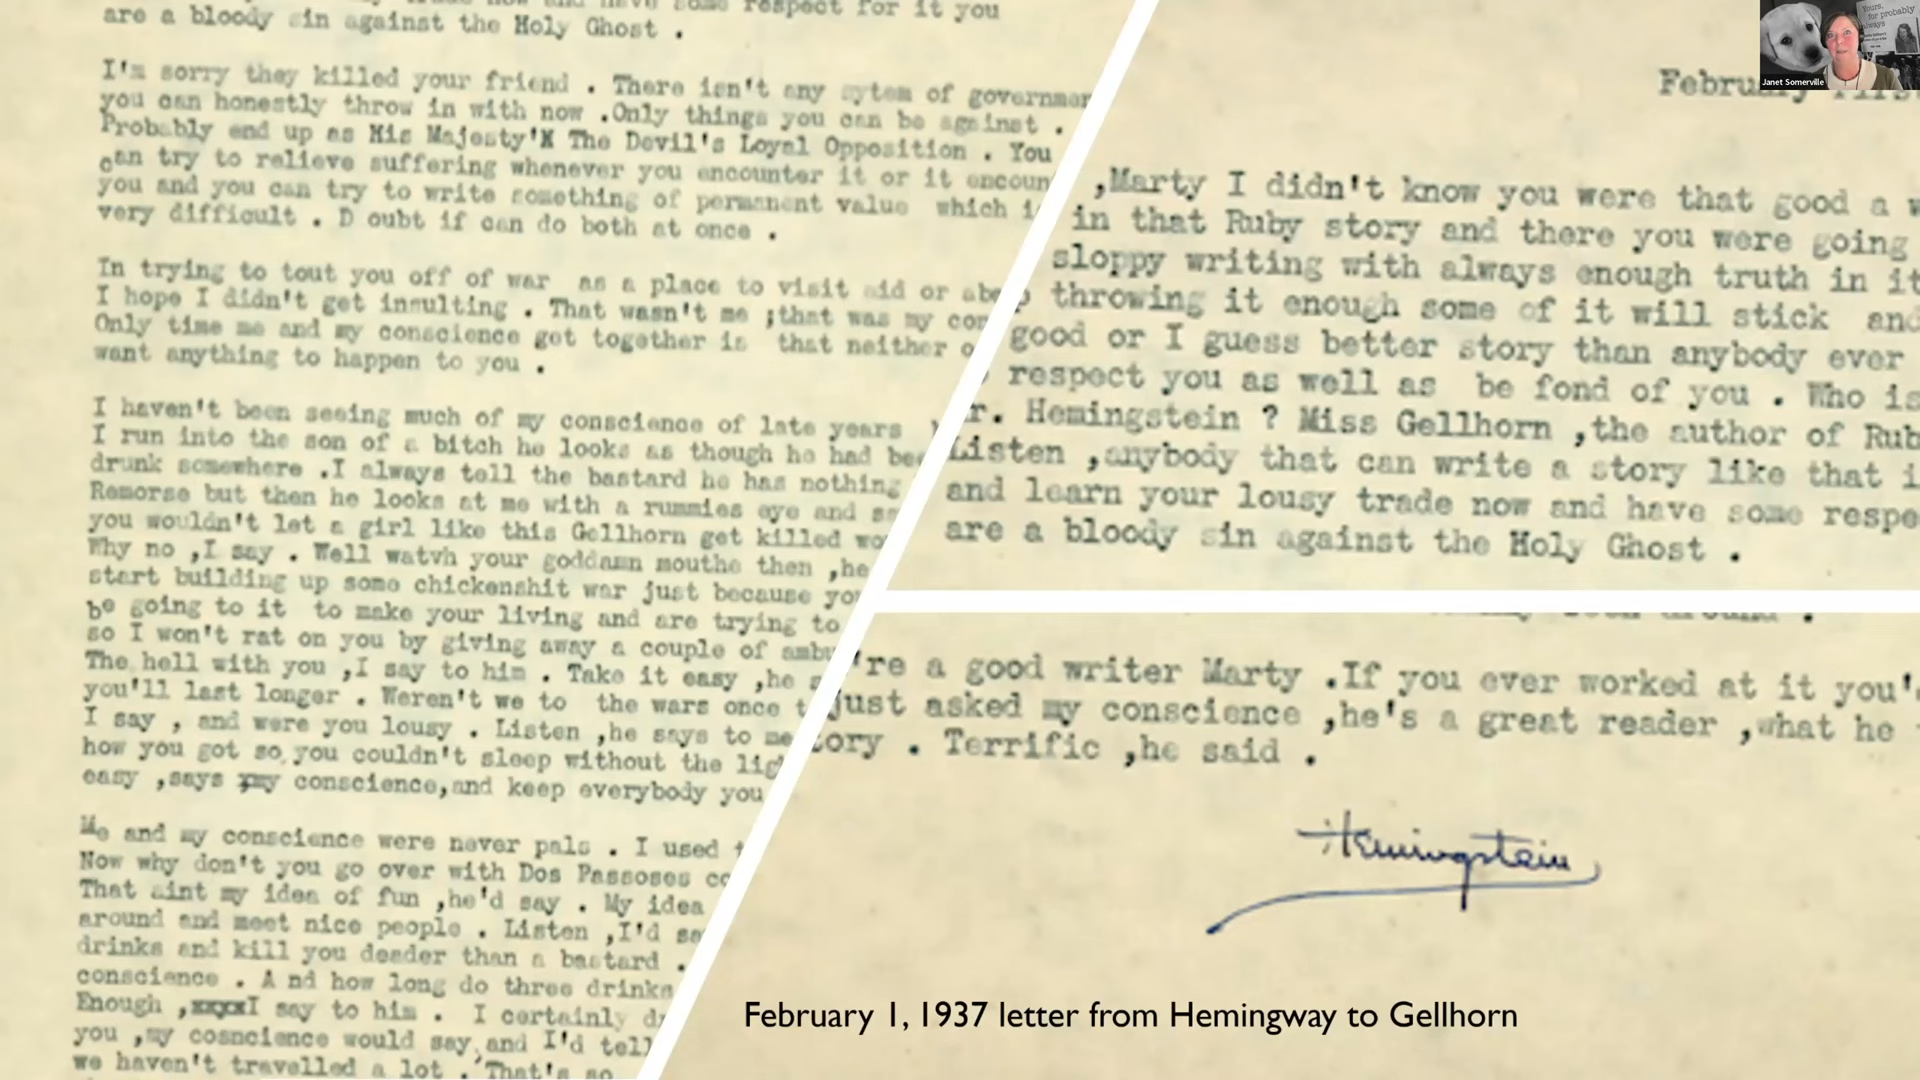 are a bloody sin against the Holy Ghost .
I'm sorry they killed your friend . There isn't any sytem of governmen
you can honestly throw in with now .Only things you can be against .
Probably end up as His Majesty'X The Devil's Loyal Opposition . You
can try to relieve suffering whenever you encounter it or it encoun
you and you can try to write something of permanent value which i
very difficult . D oubt if can do both at once .
In trying to tout you off of war as a place to visit aid or abe
I hope I didn't get insulting . That wasn't me ;that was my con
Only time me and my conscience get together is that neither o
want anything to happen to you .
I haven't been seeing much of my conscience of late years
I run into the son of a bitch he looks as though he had bee
drunk somewhere .I always tell the bastard he has nothing
Remorse but then he looks at me with a rummies eye and sa
you wouldn't let a girl like this Gellhorn get killed wo
Why no ,I say . Well watvh your goddamn mouthe then ,he
start building up some chickenshit war just because you
be going to it to make your living and are trying to
so I won't rat on you by giving away a couple of ambu
The hell with you ,I say to him . Take it easy ,he s
you'll last longer . Weren't we to the wars once t
I say , and were you lousy . Listen ,he says to me
how you got so you couldn't sleep without the lig
easy ,says my conscience,and keep everybody you
Me and my conscience were never pals . I used t
Now why don't you go over with Dos Passoses co
That aint my idea of fun ,he'd say . My idea
around and meet nice people . Listen ,I'd sa
drinks and kill you deader than a bastard .
conscience . A nd how long do three drinks
Enough ,xxxxI say to him . I certainly d
you ,my cosncience would say and I'd tell
we haven't travelled a lot . That's so
,Marty I didn't know you were that good a w
in that Ruby story and there you were going
sloppy writing with always enough truth in it
throwing it enough some of it will stick and
good or I guess better story than anybody ever
respect you as well as be fond of you . Who is
r. Hemingstein ? Miss Gellhorn ,the author of Rub
Listen ,anybody that can write a story like that i
and learn your lousy trade now and have some respe
are a bloody sin against the Holy Ghost .
're a good writer Marty .If you ever worked at it you'
just asked my conscience ,he's a great reader ,what he
tory . Terrific ,he said .
Hemingstein
February 1, 1937 letter from Hemingway to Gellhorn
Yours,
for probably
always
Janet Somerville